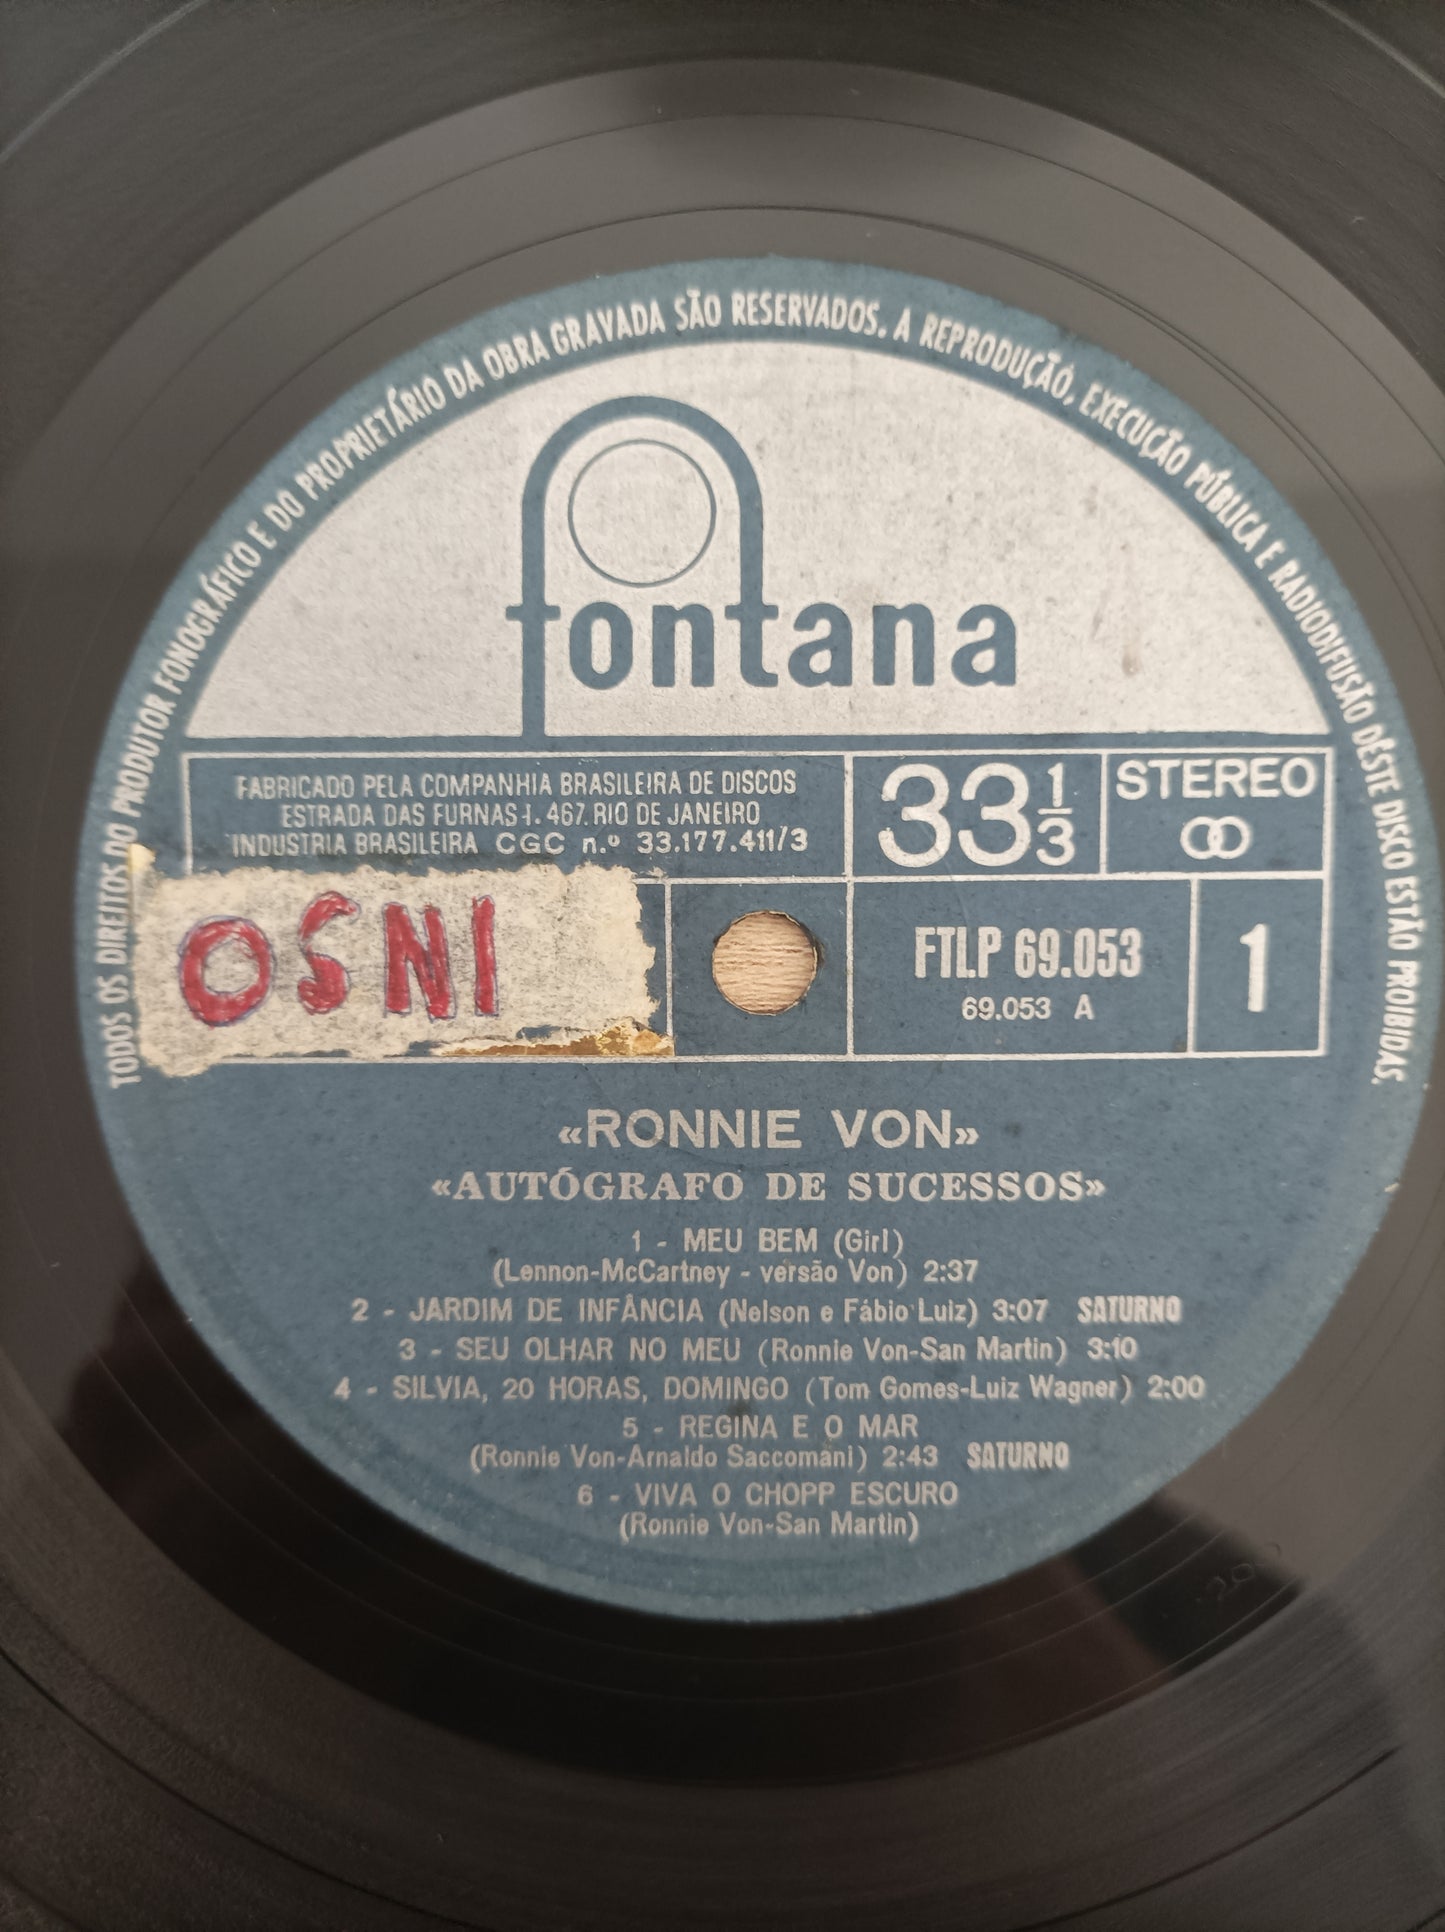 TODOS OS DIREITOS DO PRODUTOR FONOGRÁFICO E DO PROPRIETÁRIO DA OBRA GRAVADA SÃO RESERVADOS. A REPRODUÇÃO, EXECUÇÃO PÚBLICA E RADIODIFUSÃO DÊSTE DISCO ESTÃO PROIBIDAS.
fontana
FABRICADO PELA COMPANHIA BRASILEIRA DE DISCOS
ESTRADA DAS FURNAS 1.467. RIO DE JANEIRO
INDUSTRIA BRASILEIRA CGC n.º 33.177.411/3
33 1/3
STEREO
OSNI
FTLP 69.053
69.053 A
1
«RONNIE VON»
«AUTÓGRAFO DE SUCESSOS»
1 - MEU BEM (Girl)
(Lennon-McCartney - versão Von) 2:37
2 - JARDIM DE INFÂNCIA (Nelson e Fábio Luiz) 3:07 SATURNO
3 - SEU OLHAR NO MEU (Ronnie Von-San Martin) 3:10
4 - SILVIA, 20 HORAS, DOMINGO (Tom Gomes-Luiz Wagner) 2:00
5 - REGINA E O MAR
(Ronnie Von-Arnaldo Saccomani) 2:43 SATURNO
6 - VIVA O CHOPP ESCURO
(Ronnie Von-San Martin)